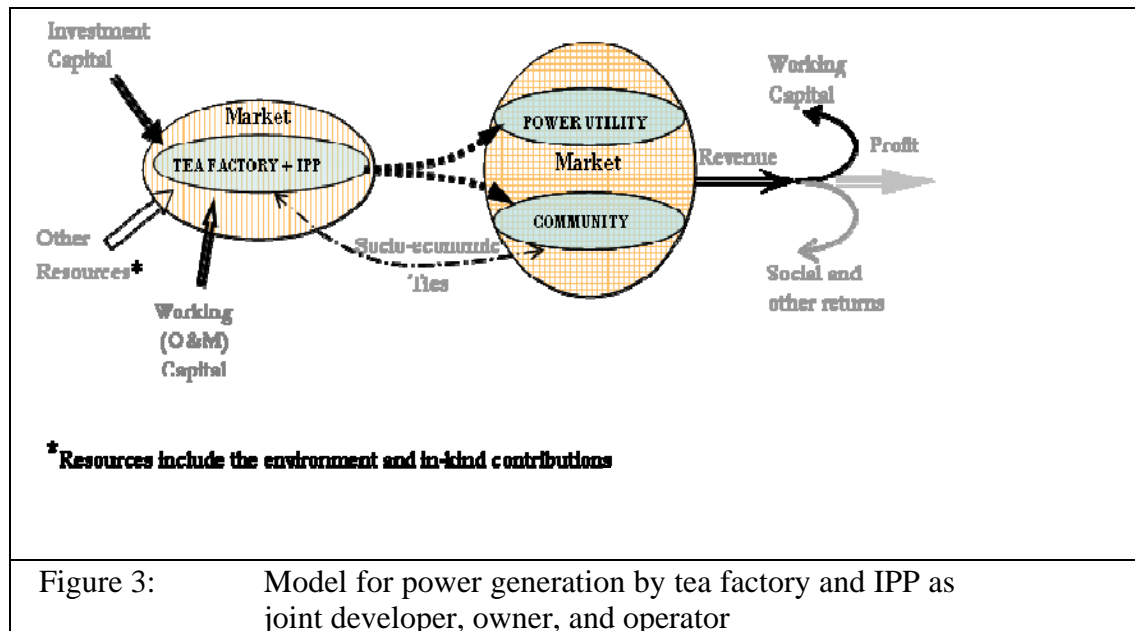 Investment
Capital
Market
TEA FACTORY + IPP
Other
Resources*
Working
(O&M)
Capital
Socio-economic
Ties
POWER UTILITY
Market
COMMUNITY
Revenue
Working
Capital
Profit
Social and
other returns
*Resources include the environment and in-kind contributions
Figure 3: Model for power generation by tea factory and IPP as
joint developer, owner, and operator